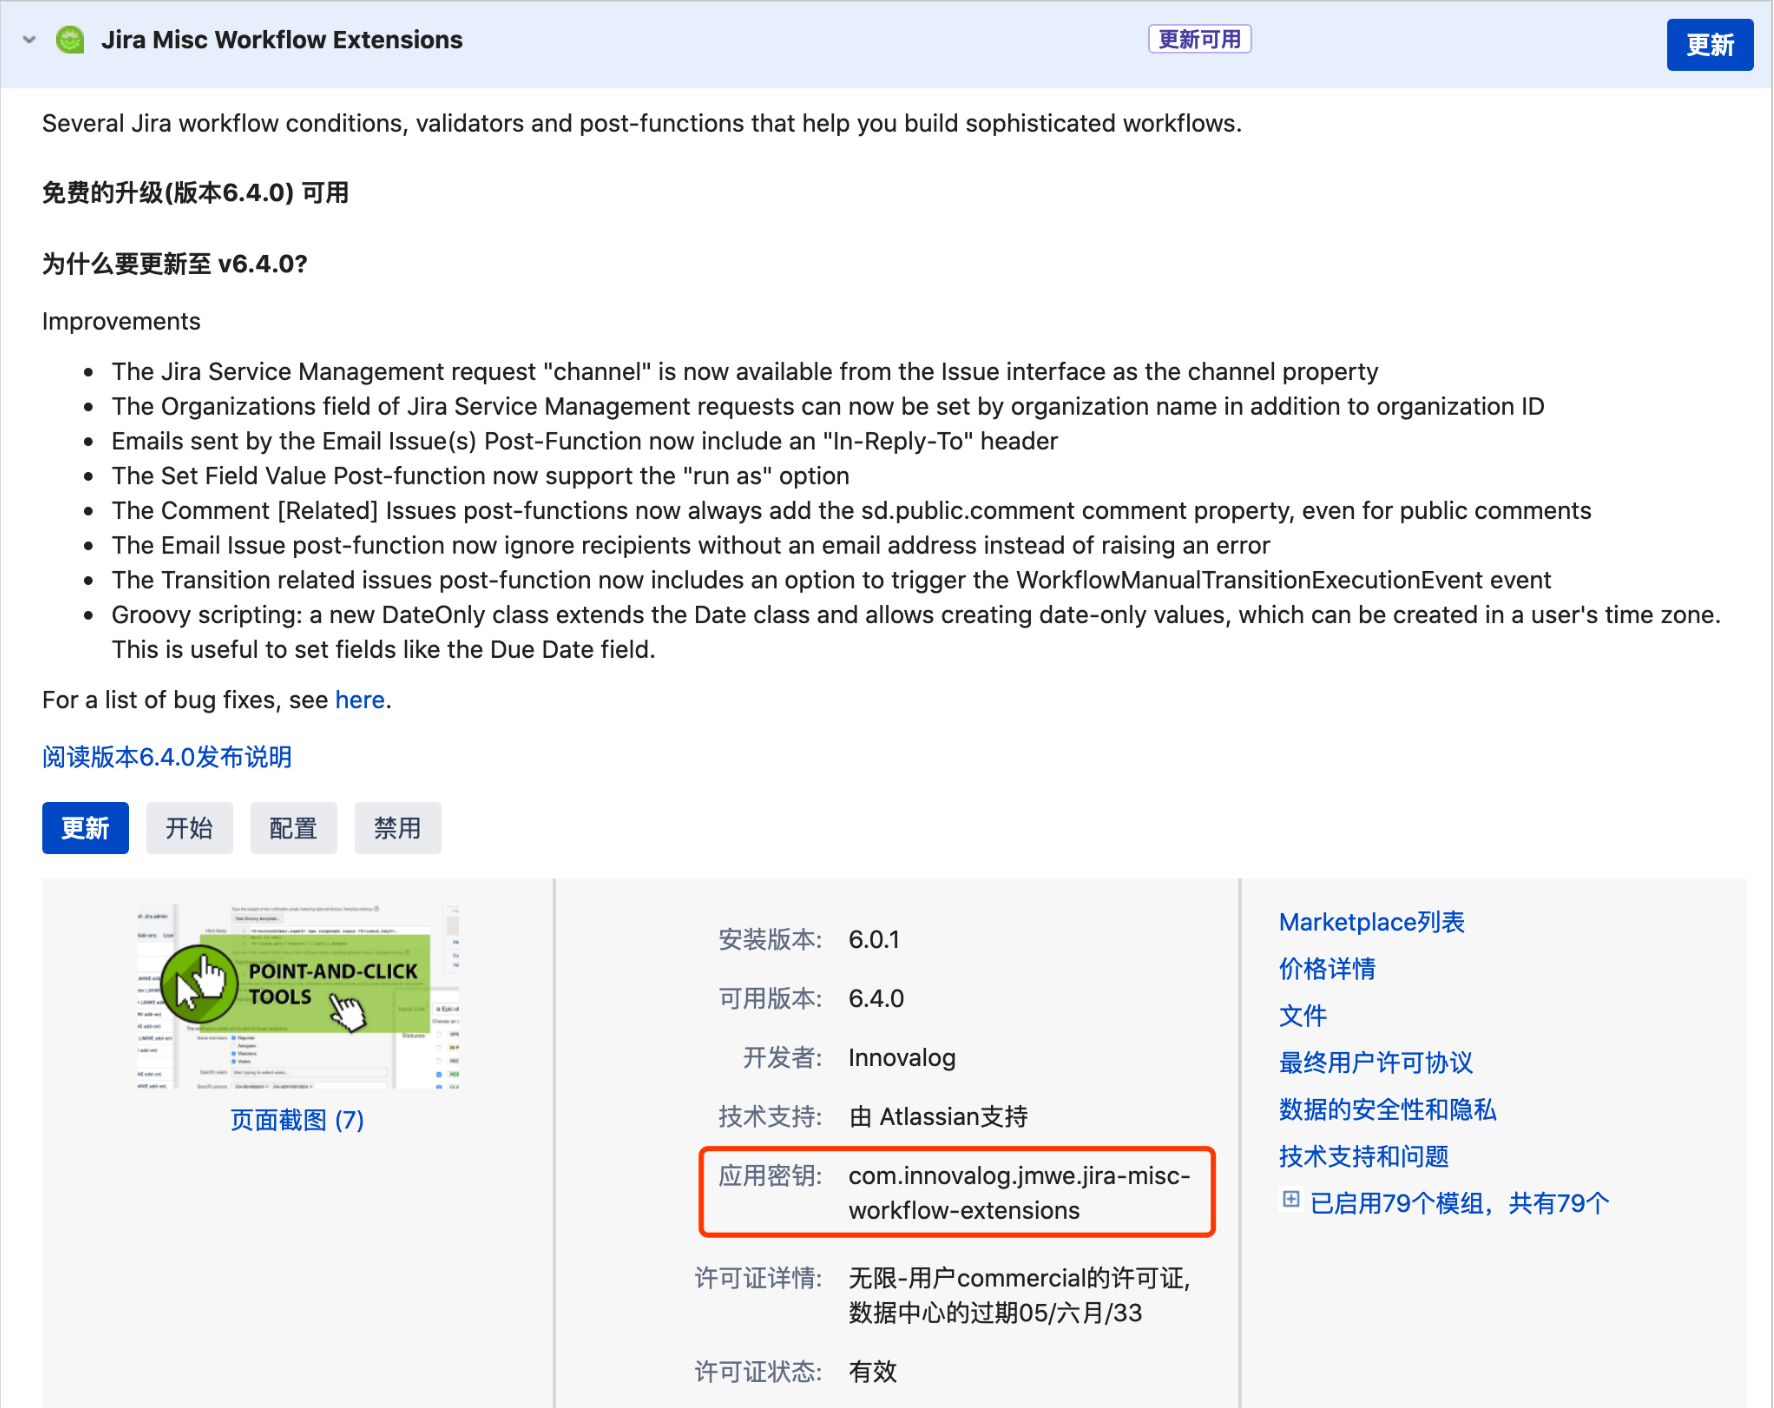 Jira Misc Workflow Extensions
更新可用
更新
Several Jira workflow conditions, validators and post-functions that help you build sophisticated workflows.
免费的升级(版本6.4.0) 可用
为什么要更新至 v6.4.0?
Improvements
The Jira Service Management request "channel" is now available from the Issue interface as the channel property
The Organizations field of Jira Service Management requests can now be set by organization name in addition to organization ID
Emails sent by the Email Issue(s) Post-Function now include an "In-Reply-To" header
The Set Field Value Post-function now support the "run as" option
The Comment [Related] Issues post-functions now always add the sd.public.comment comment property, even for public comments
The Email Issue post-function now ignore recipients without an email address instead of raising an error
The Transition related issues post-function now includes an option to trigger the WorkflowManualTransitionExecutionEvent event
Groovy scripting: a new DateOnly class extends the Date class and allows creating date-only values, which can be created in a user's time zone.
This is useful to set fields like the Due Date field.
For a list of bug fixes, see here.
阅读版本6.4.0发布说明
更新 开始 配置 禁用
POINT-AND-CLICK
TOOLS
页面截图 (7)
安装版本: 6.0.1
可用版本: 6.4.0
开发者: Innovalog
技术支持: 由 Atlassian支持
应用密钥: com.innovalog.jmwe.jira-misc-
workflow-extensions
许可证详情: 无限-用户commercial的许可证,
数据中心的过期05/六月/33
许可证状态: 有效
Marketplace列表
价格详情
文件
最终用户许可协议
数据的安全性和隐私
技术支持和问题
已启用79个模组，共有79个